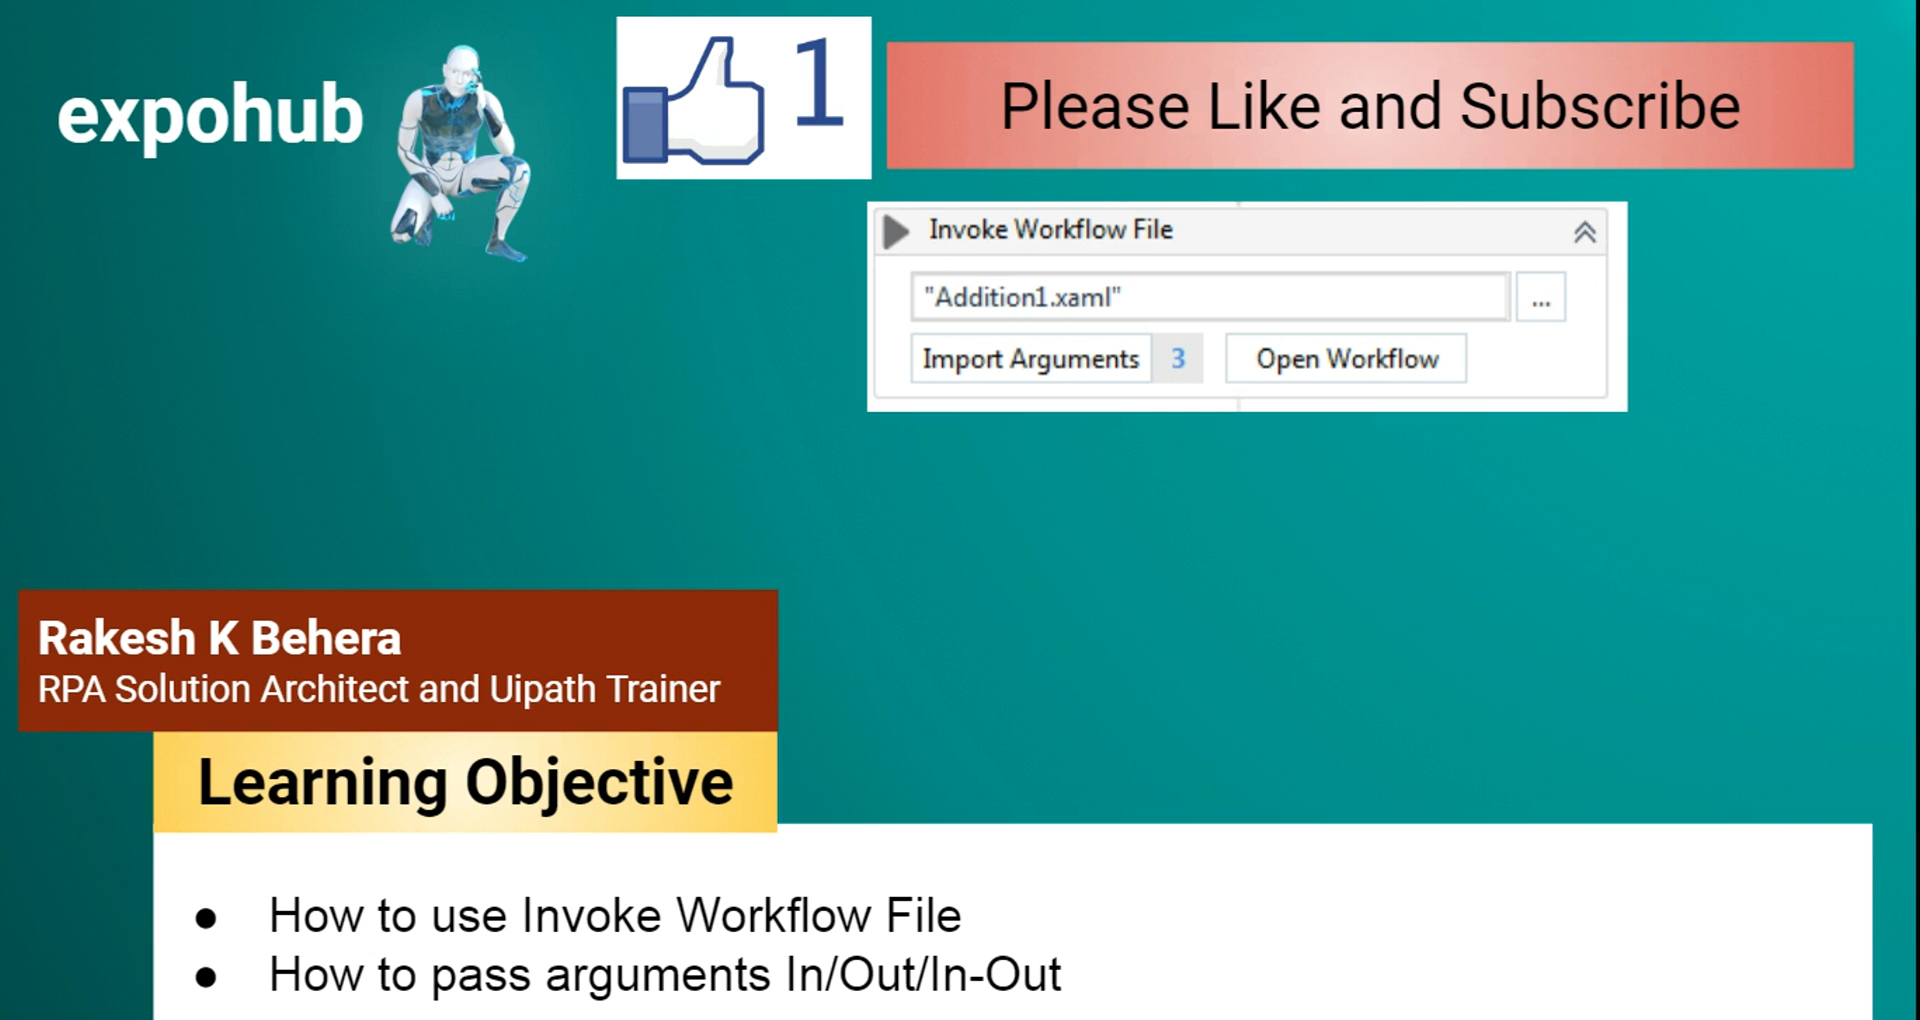 expohub
1
Please Like and Subscribe
Invoke Workflow File
"Addition1.xaml"
...
Import Arguments 3 Open Workflow
Rakesh K Behera
RPA Solution Architect and Uipath Trainer
Learning Objective
● How to use Invoke Workflow File
● How to pass arguments In/Out/In-Out